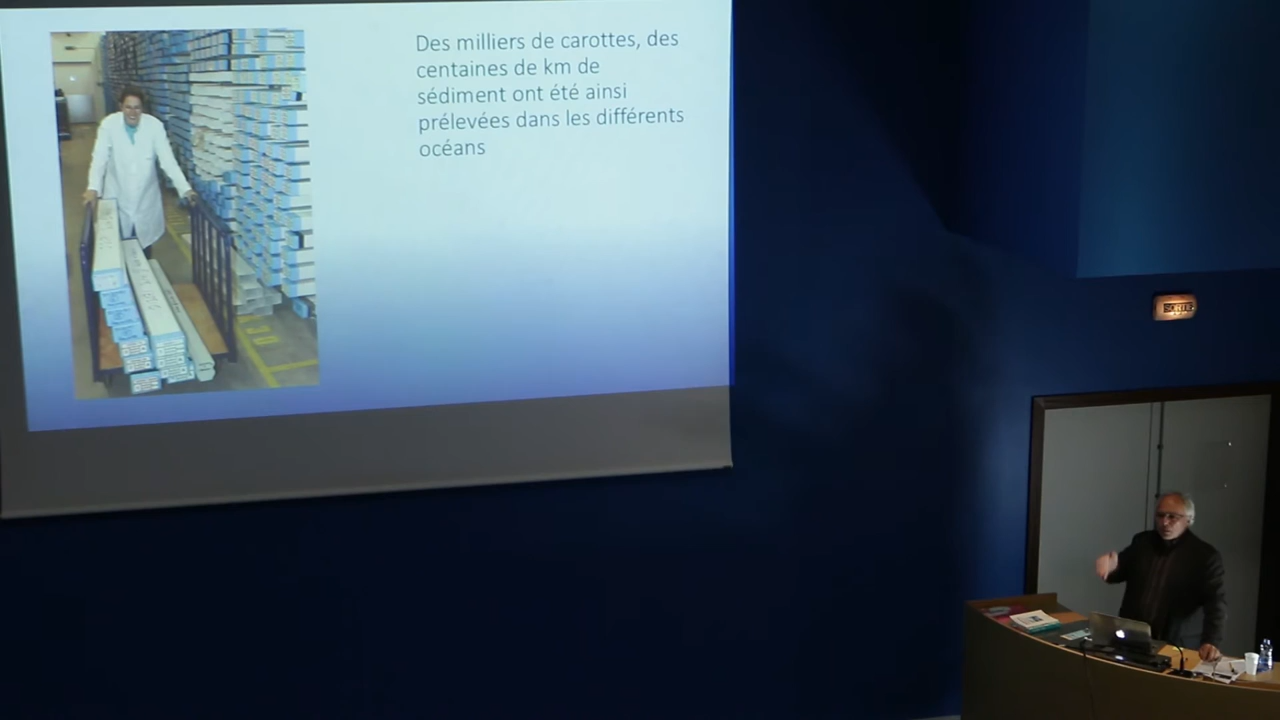 Des milliers de carottes, des
centaines de km de
sédiment ont été ainsi
prélevées dans les différents
océans
SORTIE